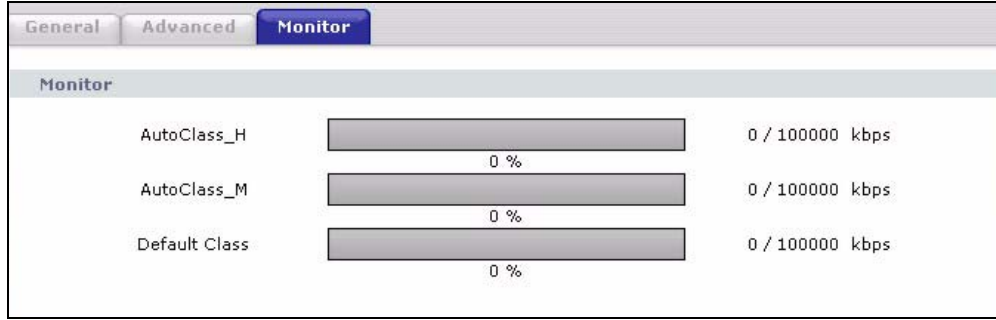 General Advanced Monitor
Monitor
AutoClass_H 0 / 100000 kbps
0 %
AutoClass_M 0 / 100000 kbps
0 %
Default Class 0 / 100000 kbps
0 %